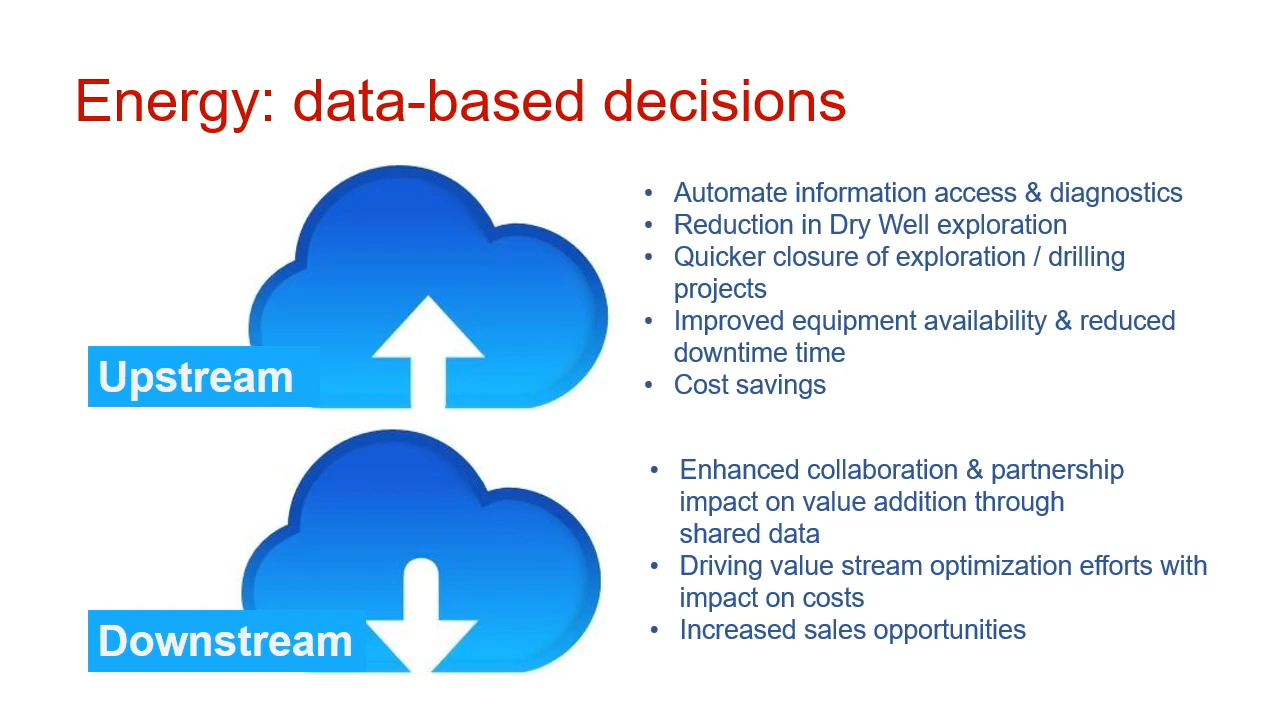 Energy: data-based decisions
Upstream
• Automate information access & diagnostics
• Reduction in Dry Well exploration
• Quicker closure of exploration / drilling
projects
• Improved equipment availability & reduced
downtime time
• Cost savings
Downstream
• Enhanced collaboration & partnership
impact on value addition through
shared data
• Driving value stream optimization efforts with
impact on costs
• Increased sales opportunities